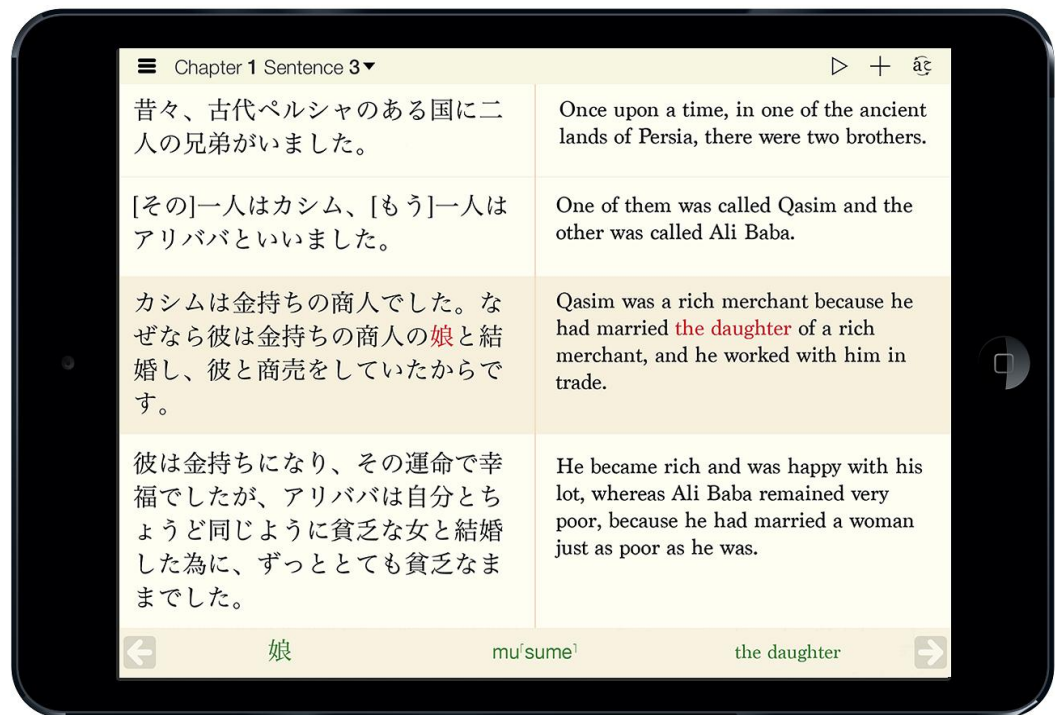 Chapter 1 Sentence 3
昔々、古代ペルシャのある国に二
人の兄弟がいました。
Once upon a time, in one of the ancient
lands of Persia, there were two brothers.
[その]一人はカシム、[もう]一人は
アリババといいました。
One of them was called Qasim and the
other was called Ali Baba.
カシムは金持ちの商人でした。な
ぜなら彼は金持ちの商人の娘と結
婚し、彼と商売をしていたからで
す。
Qasim was a rich merchant because he
had married the daughter of a rich
merchant, and he worked with him in
trade.
彼は金持ちになり、その運命で幸
福でしたが、アリババは自分とち
ょうど同じように貧乏な女と結婚
した為に、ずっととても貧乏なま
までした。
He became rich and was happy with his
lot, whereas Ali Baba remained very
poor, because he had married a woman
just as poor as he was.
娘 mu⸢sume⸣ the daughter